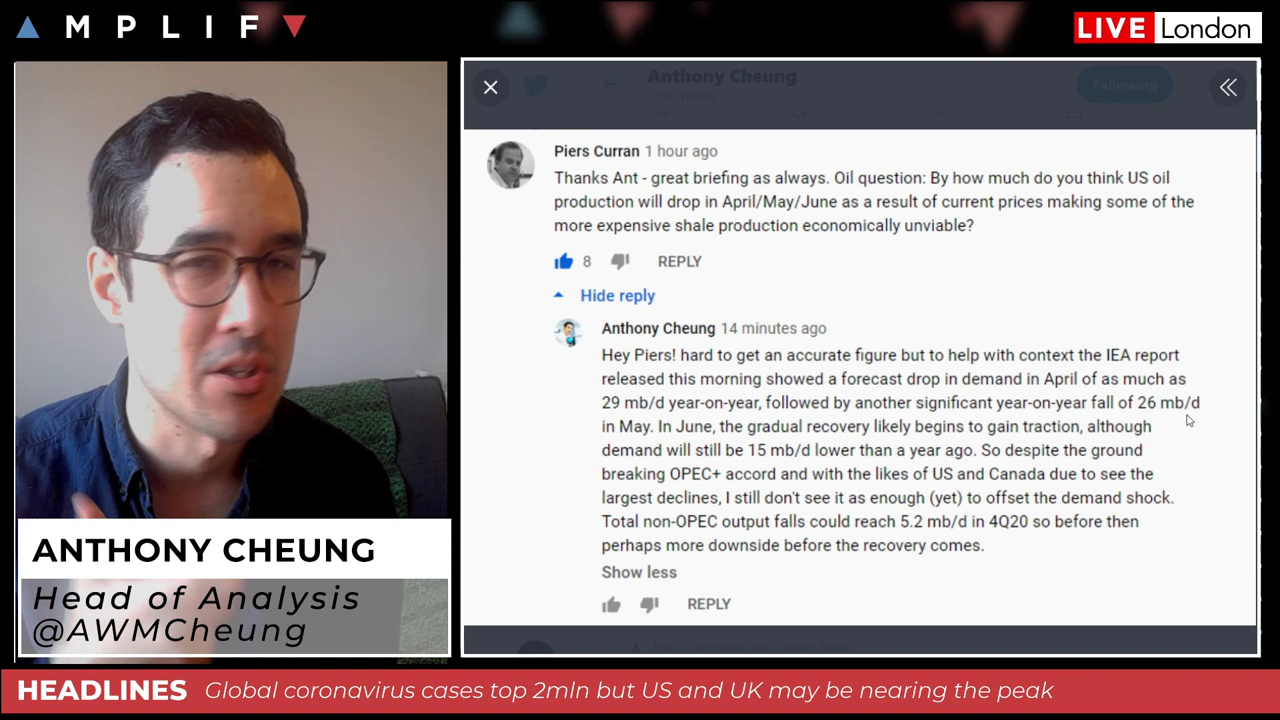 AMPLIFY
LIVE London
Anthony Cheung
Following
Piers Curran 1 hour ago
Thanks Ant - great briefing as always. Oil question: By how much do you think US oil
production will drop in April/May/June as a result of current prices making some of the
more expensive shale production economically unviable?
8 REPLY
Hide reply
Anthony Cheung 14 minutes ago
Hey Piers! hard to get an accurate figure but to help with context the IEA report
released this morning showed a forecast drop in demand in April of as much as
29 mb/d year-on-year, followed by another significant year-on-year fall of 26 mb/d
in May. In June, the gradual recovery likely begins to gain traction, although
demand will still be 15 mb/d lower than a year ago. So despite the ground
breaking OPEC+ accord and with the likes of US and Canada due to see the
largest declines, I still don't see it as enough (yet) to offset the demand shock.
Total non-OPEC output falls could reach 5.2 mb/d in 4Q20 so before then
perhaps more downside before the recovery comes.
Show less
REPLY
ANTHONY CHEUNG
Head of Analysis
@AWMCheung
HEADLINES Global coronavirus cases top 2mln but US and UK may be nearing the peak